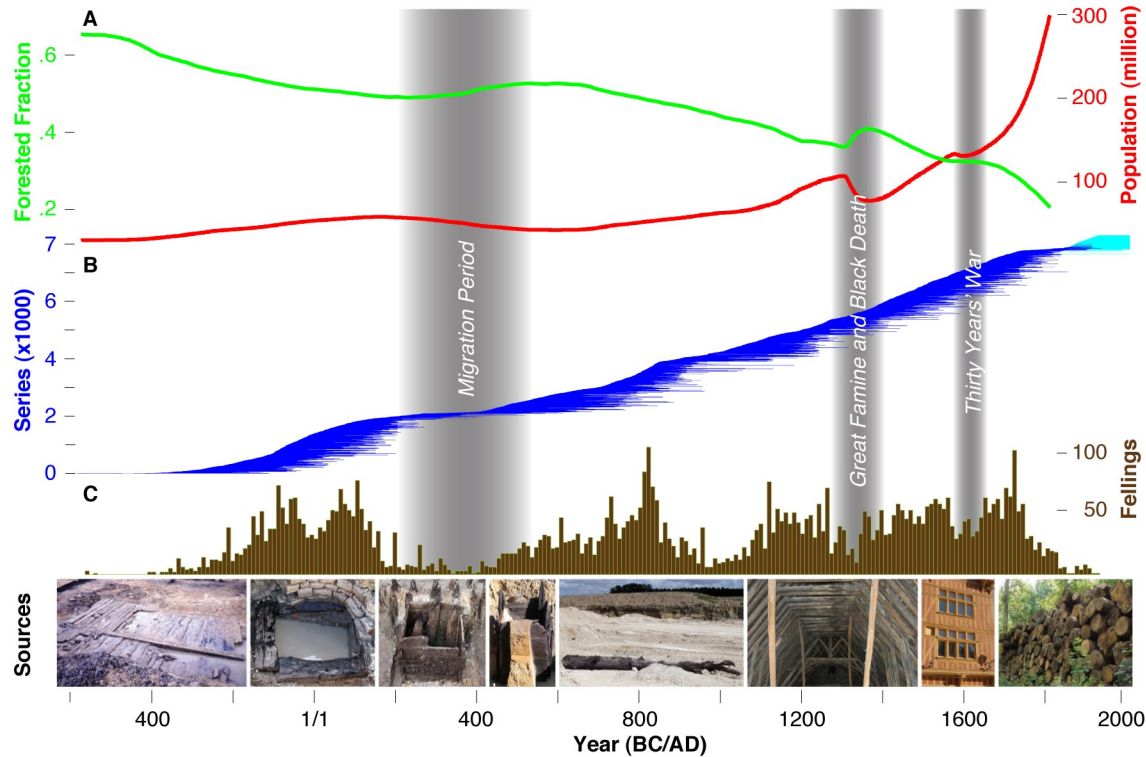 A
Forested Fraction
.6
.4
.2
300
200
100
Population (million)
B
Series (x1000)
7
6
4
2
0
Migration Period
Great Famine and Black Death
Thirty Years' War
C
100
50
Fellings
Sources
400
1/1
400
800
1200
1600
2000
Year (BC/AD)